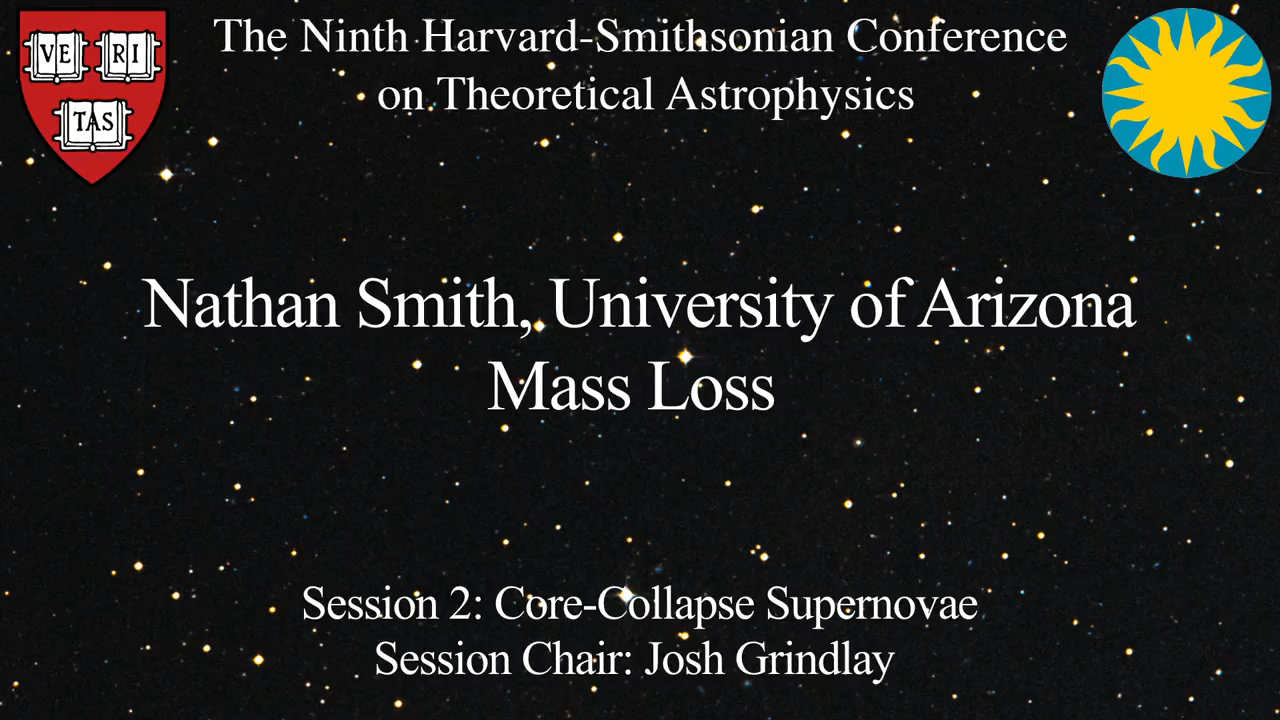 VE RI
TAS
The Ninth Harvard-Smithsonian Conference
on Theoretical Astrophysics
Nathan Smith, University of Arizona
Mass Loss
Session 2: Core-Collapse Supernovae
Session Chair: Josh Grindlay